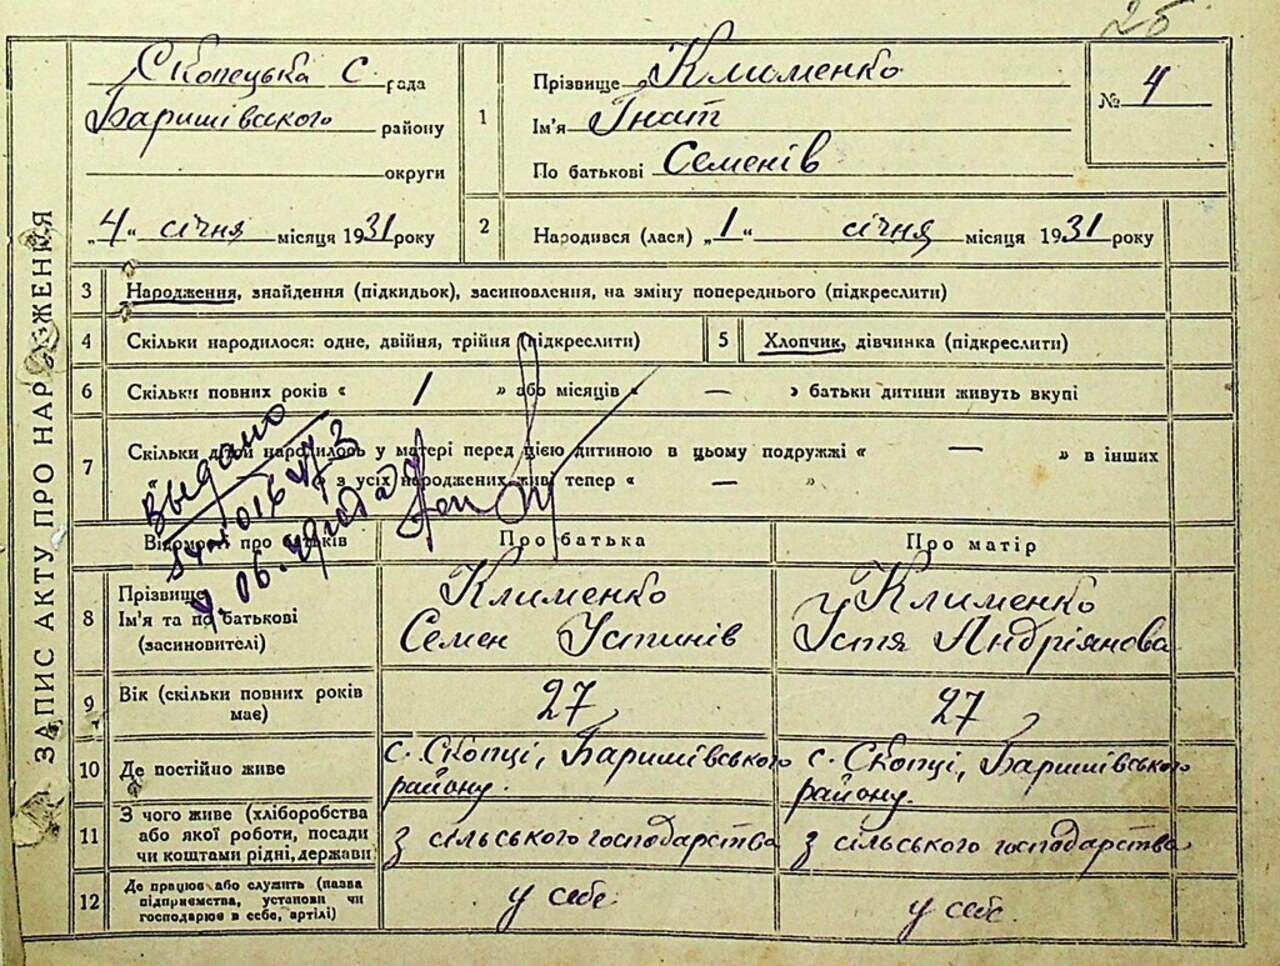 26
ЗАПИС АКТУ ПРО НАРОДЖЕННЯ
Скопецька с. рада
Баришівського району
округи
„4“ січня місяця 1931 року
1
Прізвище Клименко
Ім'я Гнат
По батькові Семенів
№ 4
2
Народився (лася) „1“ січня місяця 1931 року
3
Народження, знайдення (підкидьок), засиновлення, на зміну попереднього (підкреслити)
4
Скільки народилося: одне, двійня, трійня (підкреслити)
5
Хлопчик, дівчинка (підкреслити)
6
Скільки повних років « 1 » або місяців « — » батьки дитини живуть вкупі
7
Скільки дітей народилось у матері перед цією дитиною в цьому подружжі « — » в інших
з усіх народжених живі тепер « — »
Выдано
Відомості про батьків
Про батька
Про матір
8
Прізвище
Ім'я та по батькові
(засиновителі)
Клименко
Семен Устинів
Клименко
Устя Андріянова
9
Вік (скільки повних років
має)
27
27
10
Де постійно живе
с. Скопці, Баришівського
району.
с. Скопці, Баришівського
району.
11
З чого живе (хліборобства
або якої роботи, посади
чи коштами рідні, держави
з сільського господарства
з сільського господарства
12
Де працює або служить (назва
підприємства, установи чи
господарює в себе, артілі)
у себе.
у себе.